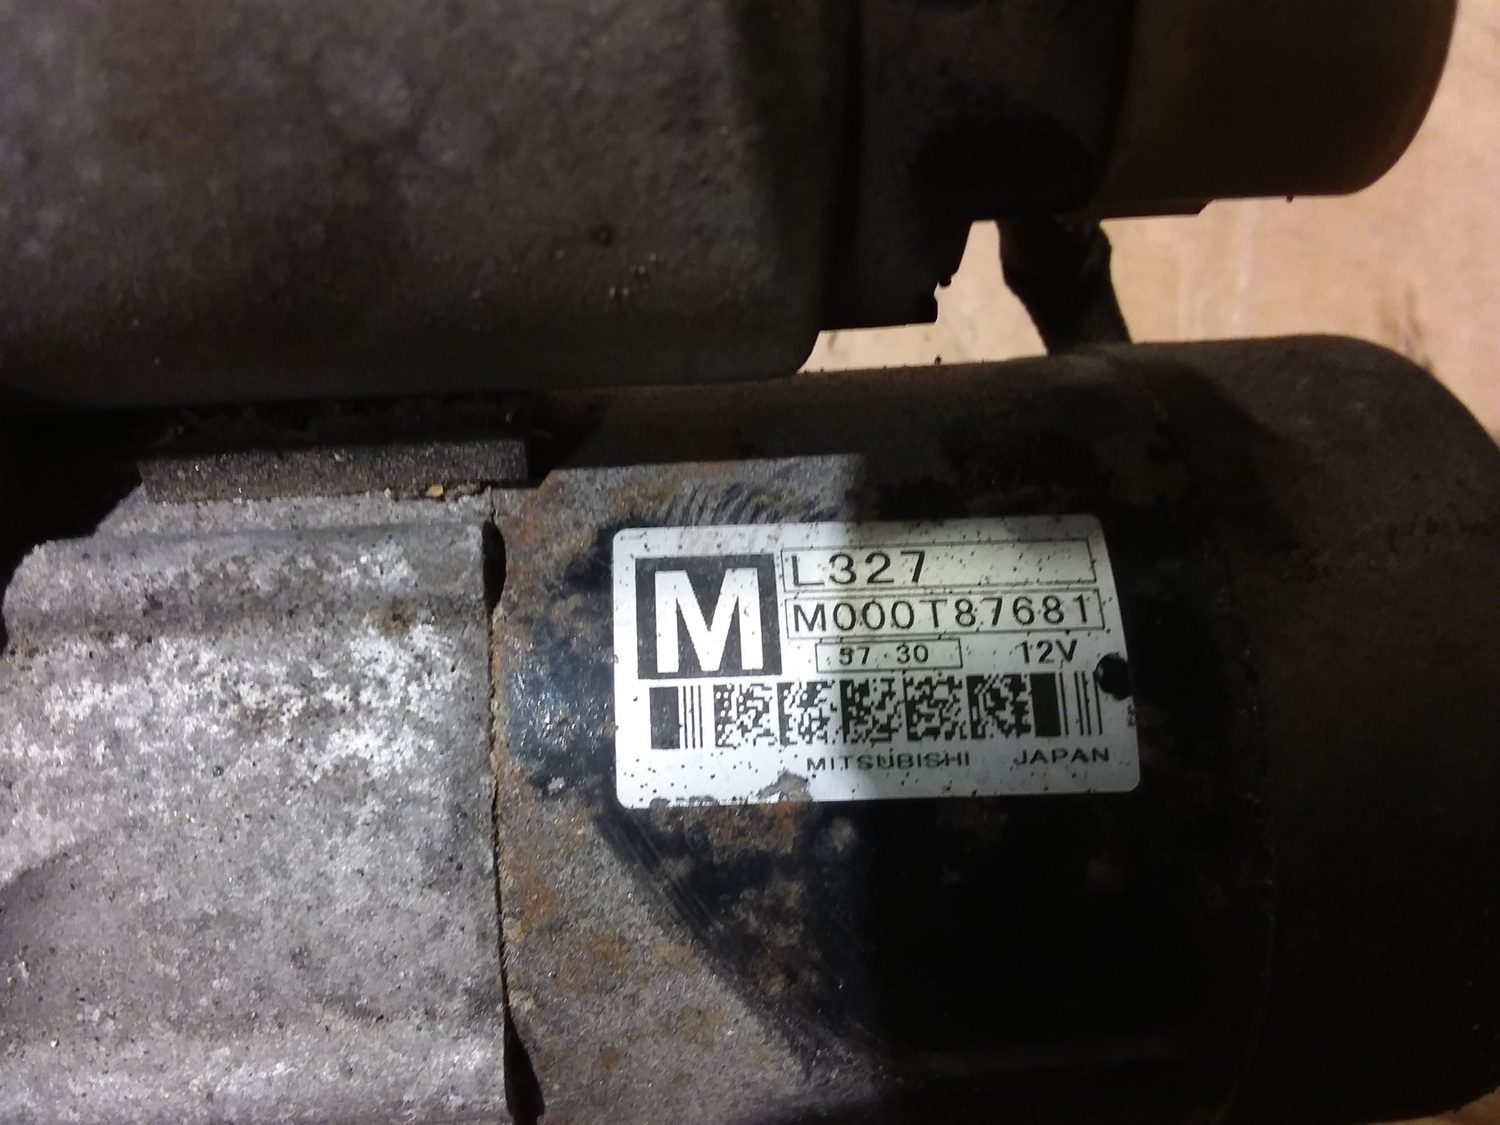 M
L327
M000T87681
57·30 12V
MITSUBISHI JAPAN